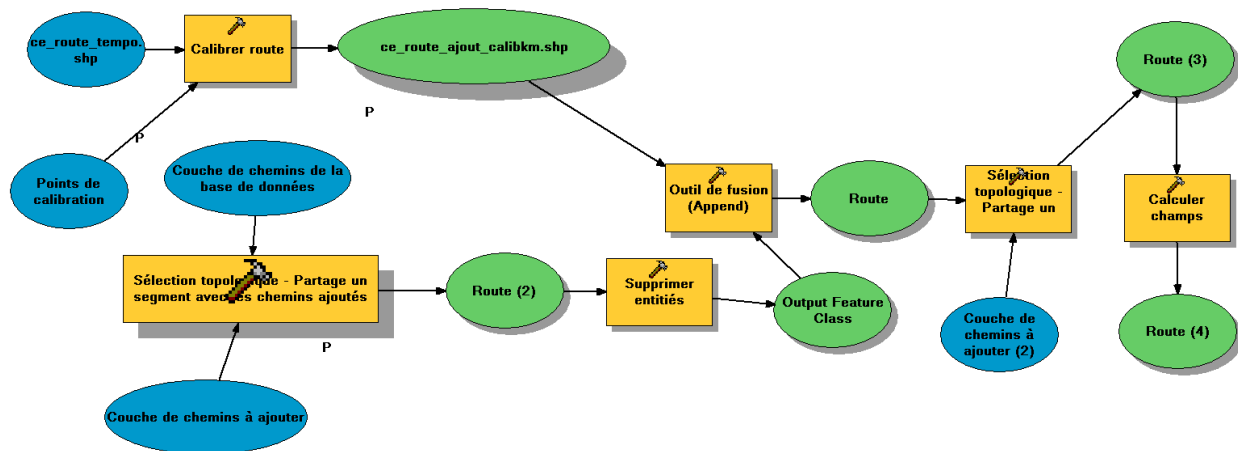 ce_route_tempo.
shp
Calibrer route
ce_route_ajout_calibkm.shp
Route (3)
P
P
Points de
calibration
Couche de chemins de la
base de données
Outil de fusion
(Append)
Route
Sélection
topologique -
Partage un
Calculer
champs
Sélection topologique - Partage un
segment avec les chemins ajoutés
P
Route (2)
Supprimer
entitiés
Output Feature
Class
Couche de
chemins à
ajouter (2)
Route (4)
Couche de chemins à ajouter